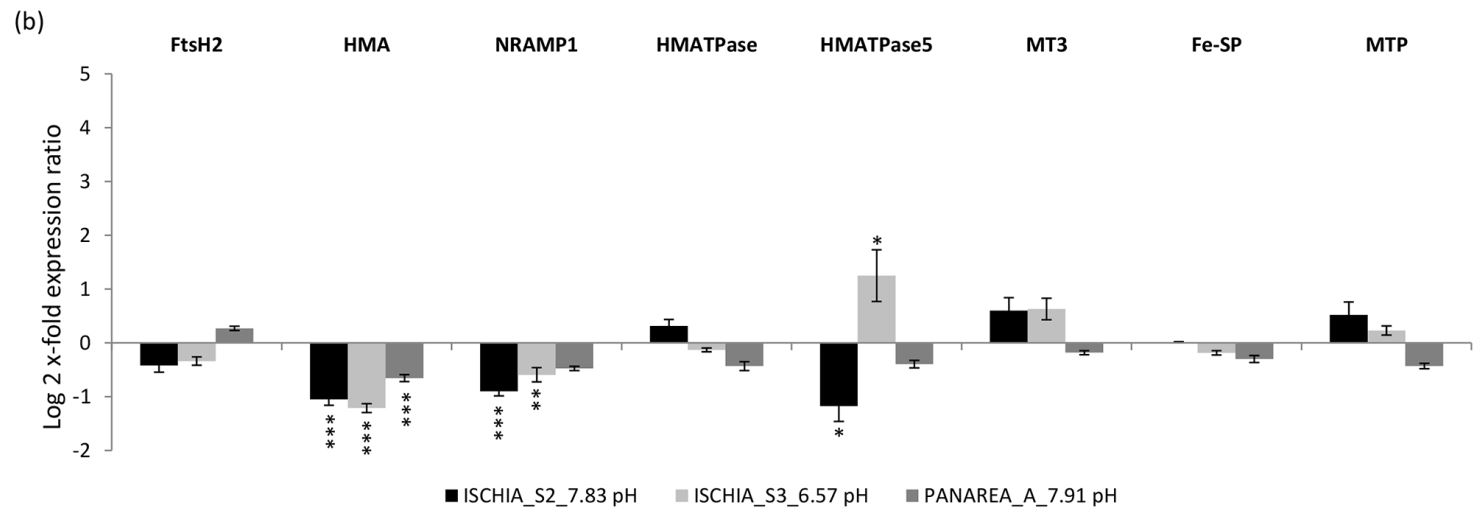 (b)
FtsH2 HMA NRAMP1 HMATPase HMATPase5 MT3 Fe-SP MTP
Log 2 x-fold expression ratio
5
4
3
2
1
0
-1
-2
*
*** *** ***
*** **
*
ISCHIA_S2_7.83 pH ISCHIA_S3_6.57 pH PANAREA_A_7.91 pH